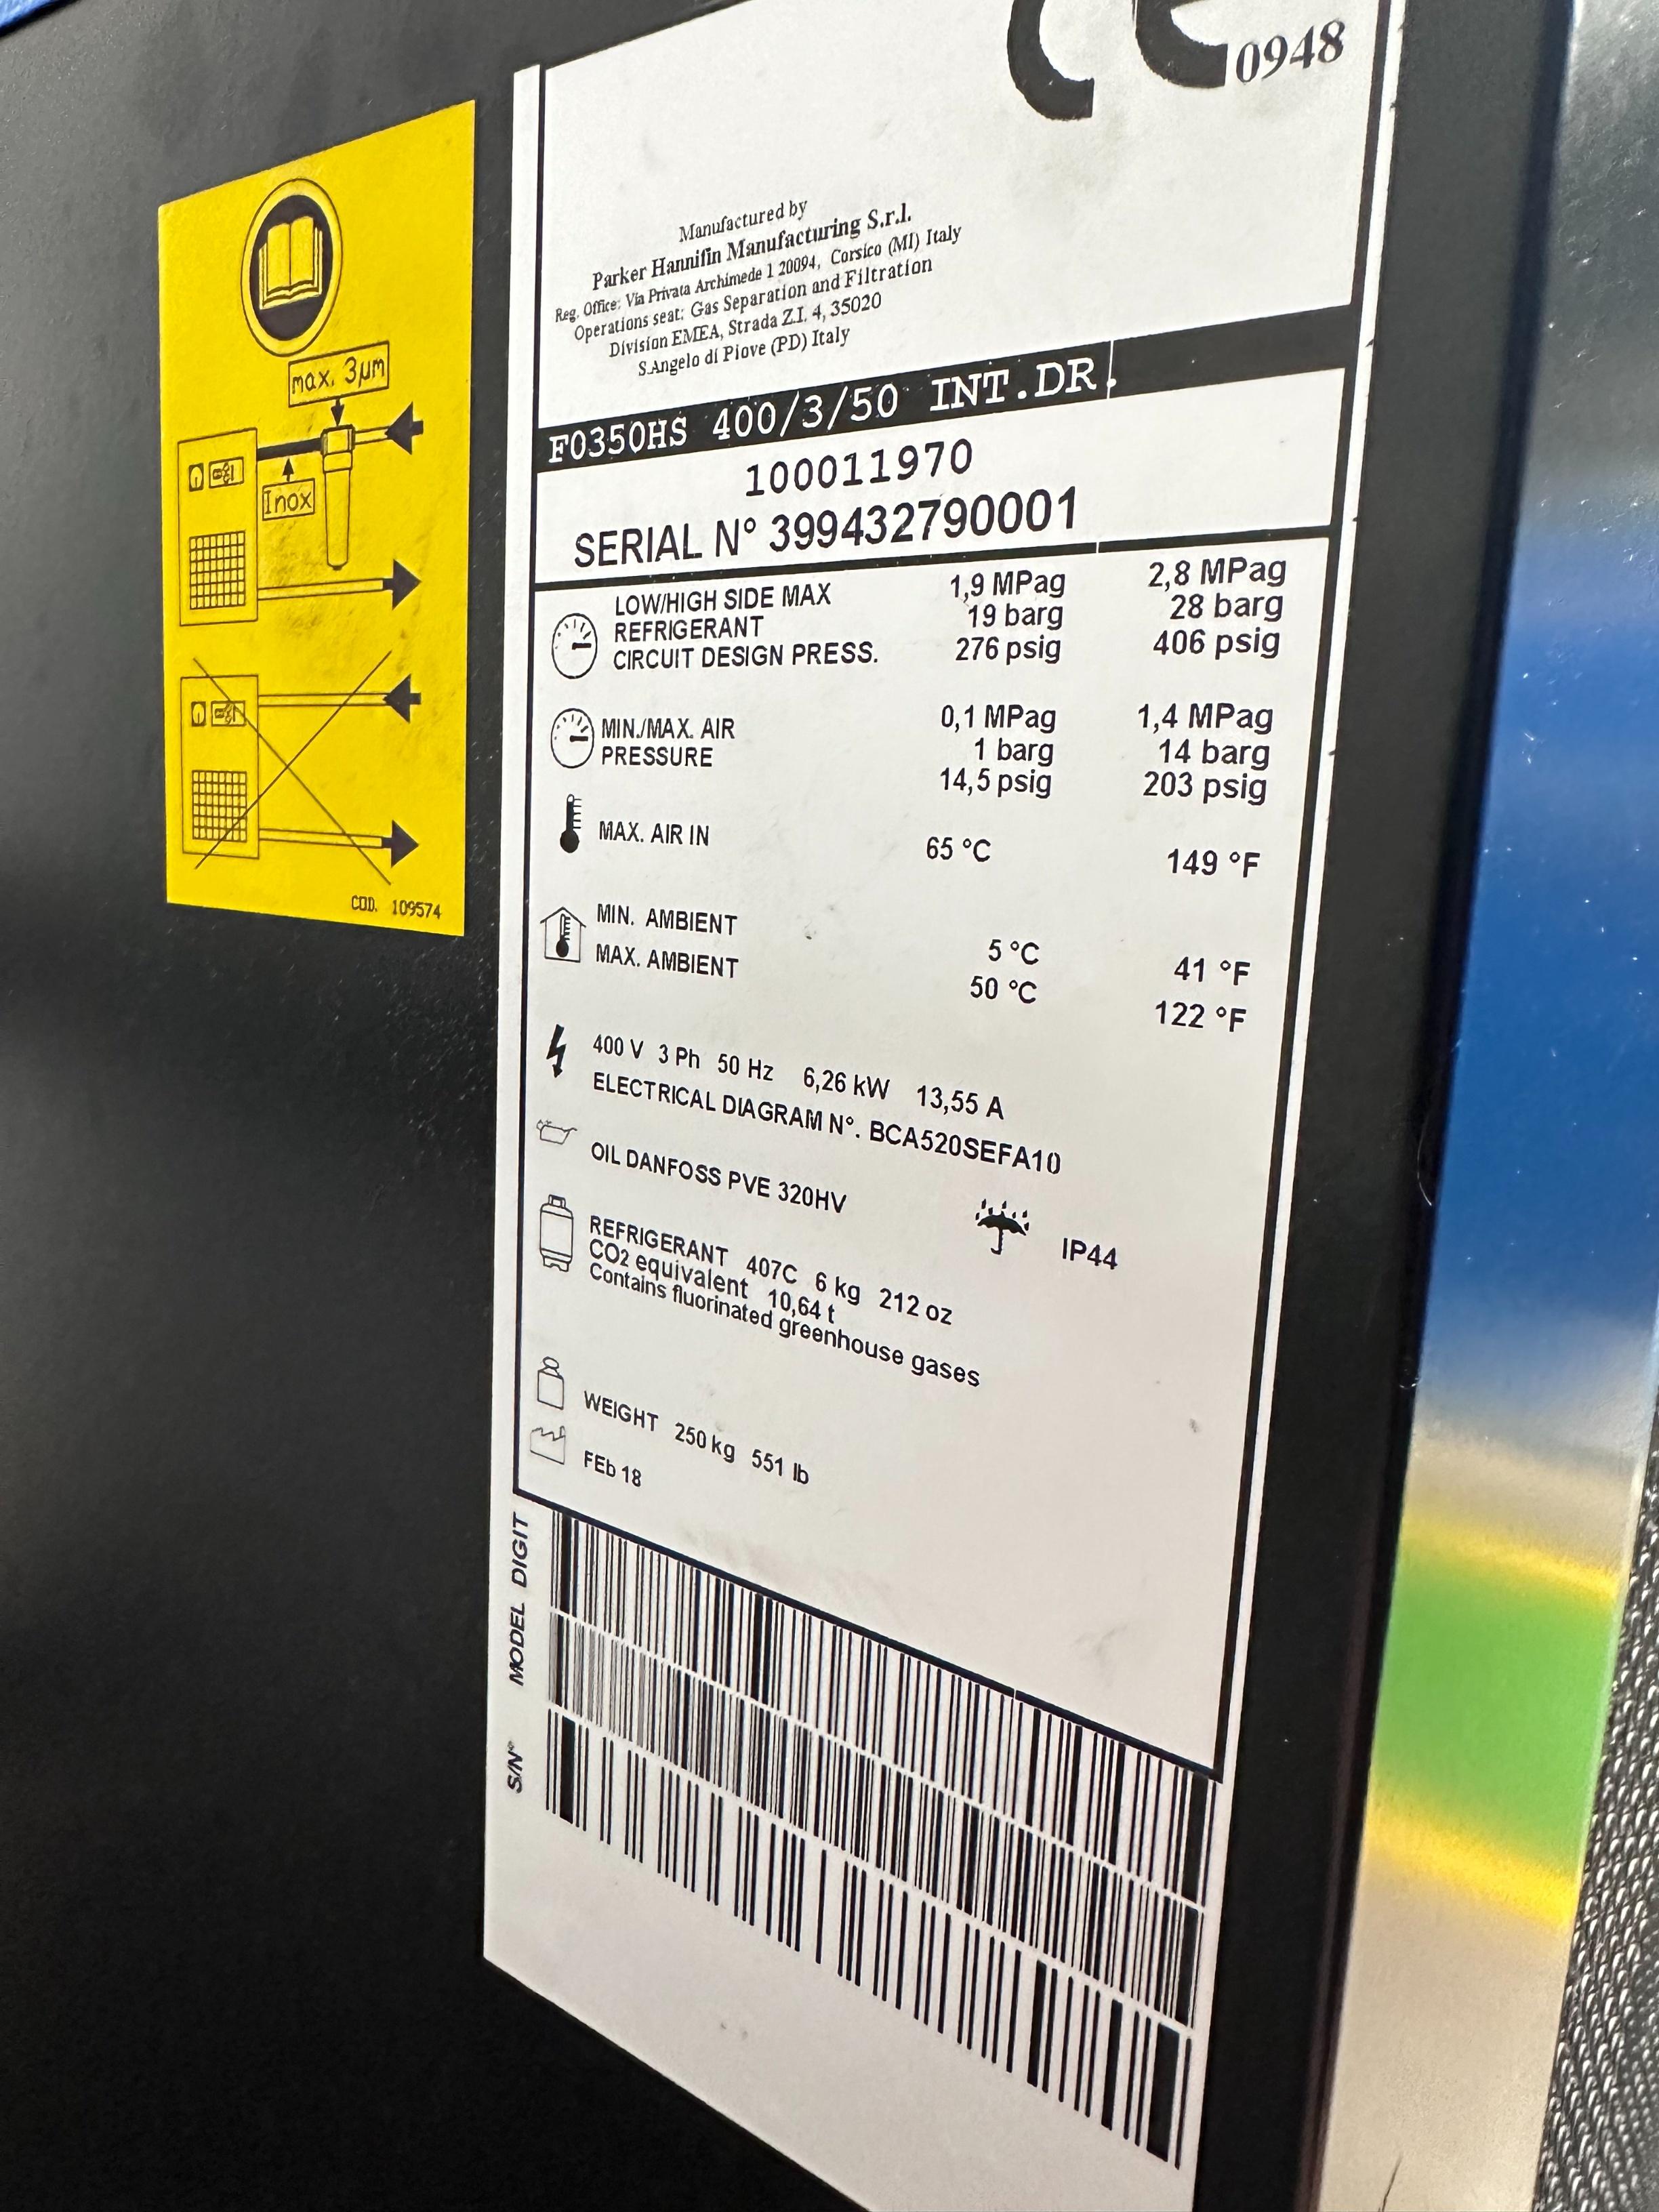 CE 0948
Manufactured by
Parker Hannifin Manufacturing S.r.l.
Reg. Office: Via Privata Archimede 1 20094, Corsico (MI) Italy
Operations seat: Gas Separation and Filtration
Division EMEA, Strada Z.I. 4, 35020
S.Angelo di Piove (PD) Italy
F0350HS 400/3/50 INT.DR.
100011970
SERIAL N° 399432790001
LOW/HIGH SIDE MAX 1,9 MPag 2,8 MPag
REFRIGERANT 19 barg 28 barg
CIRCUIT DESIGN PRESS. 276 psig 406 psig
MIN./MAX. AIR 0,1 MPag 1,4 MPag
PRESSURE 1 barg 14 barg
14,5 psig 203 psig
MAX. AIR IN 65 °C 149 °F
MIN. AMBIENT 5 °C 41 °F
MAX. AMBIENT 50 °C 122 °F
400 V 3 Ph 50 Hz 6,26 kW 13,55 A
ELECTRICAL DIAGRAM N°. BCA520SEFA10
OIL DANFOSS PVE 320HV IP44
REFRIGERANT 407C 6 kg 212 oz
CO2 equivalent 10,64 t
Contains fluorinated greenhouse gases
WEIGHT 250 kg 551 lb
FEb 18
MODEL DIGIT
S/N°
max. 3µm
Inox
COD. 109574